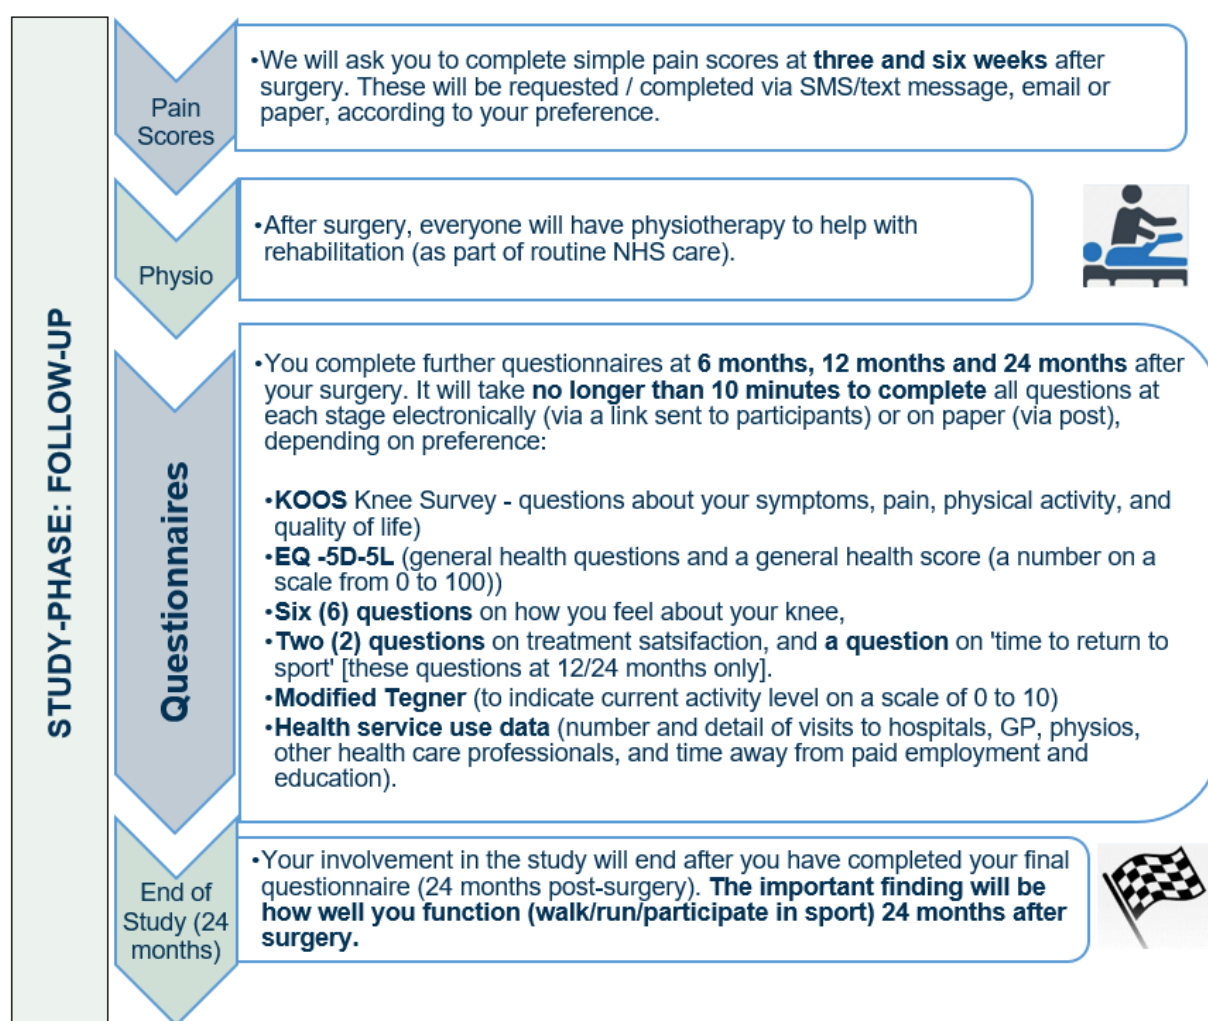 STUDY-PHASE: FOLLOW-UP
Pain
Scores
•We will ask you to complete simple pain scores at three and six weeks after
surgery. These will be requested / completed via SMS/text message, email or
paper, according to your preference.
Physio
•After surgery, everyone will have physiotherapy to help with
rehabilitation (as part of routine NHS care).
Questionnaires
•You complete further questionnaires at 6 months, 12 months and 24 months after
your surgery. It will take no longer than 10 minutes to complete all questions at
each stage electronically (via a link sent to participants) or on paper (via post),
depending on preference:
•KOOS Knee Survey - questions about your symptoms, pain, physical activity, and
quality of life)
•EQ -5D-5L (general health questions and a general health score (a number on a
scale from 0 to 100))
•Six (6) questions on how you feel about your knee,
•Two (2) questions on treatment satsifaction, and a question on 'time to return to
sport' [these questions at 12/24 months only].
•Modified Tegner (to indicate current activity level on a scale of 0 to 10)
•Health service use data (number and detail of visits to hospitals, GP, physios,
other health care professionals, and time away from paid employment and
education).
End of
Study (24
months)
•Your involvement in the study will end after you have completed your final
questionnaire (24 months post-surgery). The important finding will be
how well you function (walk/run/participate in sport) 24 months after
surgery.